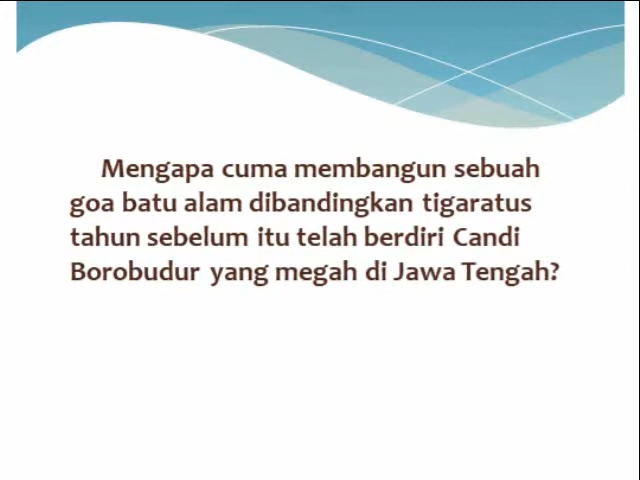 Mengapa cuma membangun sebuah
goa batu alam dibandingkan tigaratus
tahun sebelum itu telah berdiri Candi
Borobudur yang megah di Jawa Tengah?